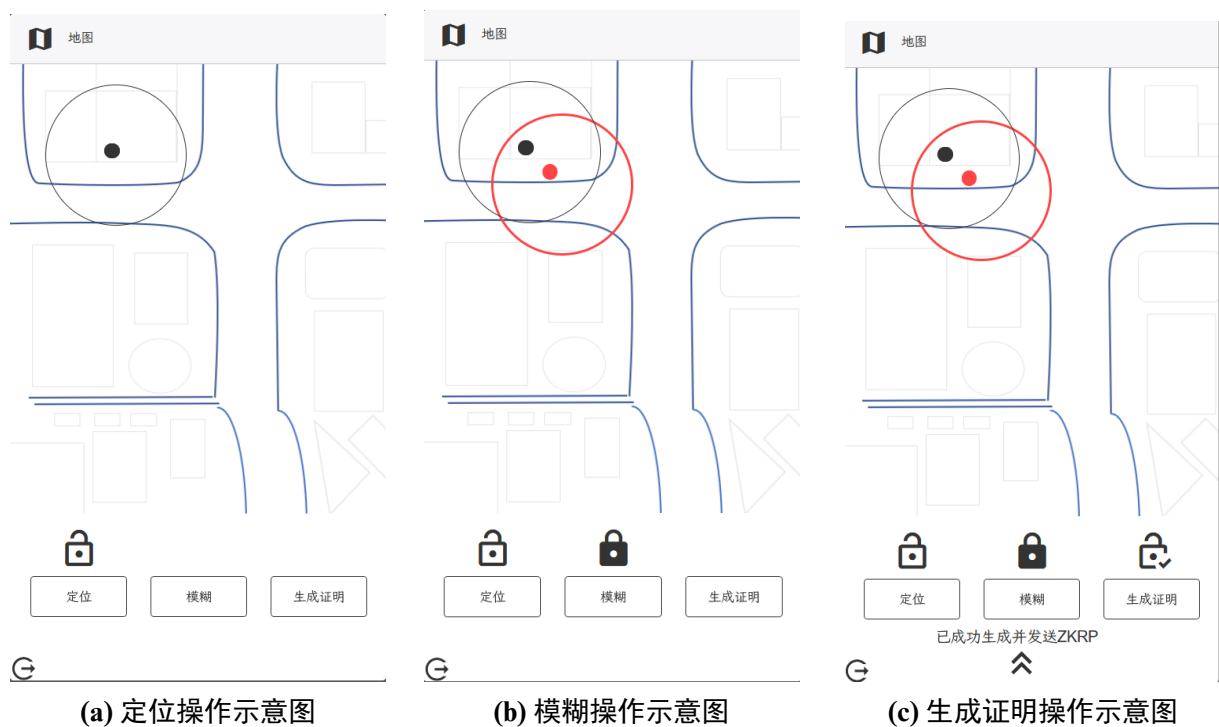 地图
地图
地图
定位 模糊 生成证明
定位 模糊 生成证明
定位 模糊 生成证明
已成功生成并发送ZKRP
(a) 定位操作示意图
(b) 模糊操作示意图
(c) 生成证明操作示意图